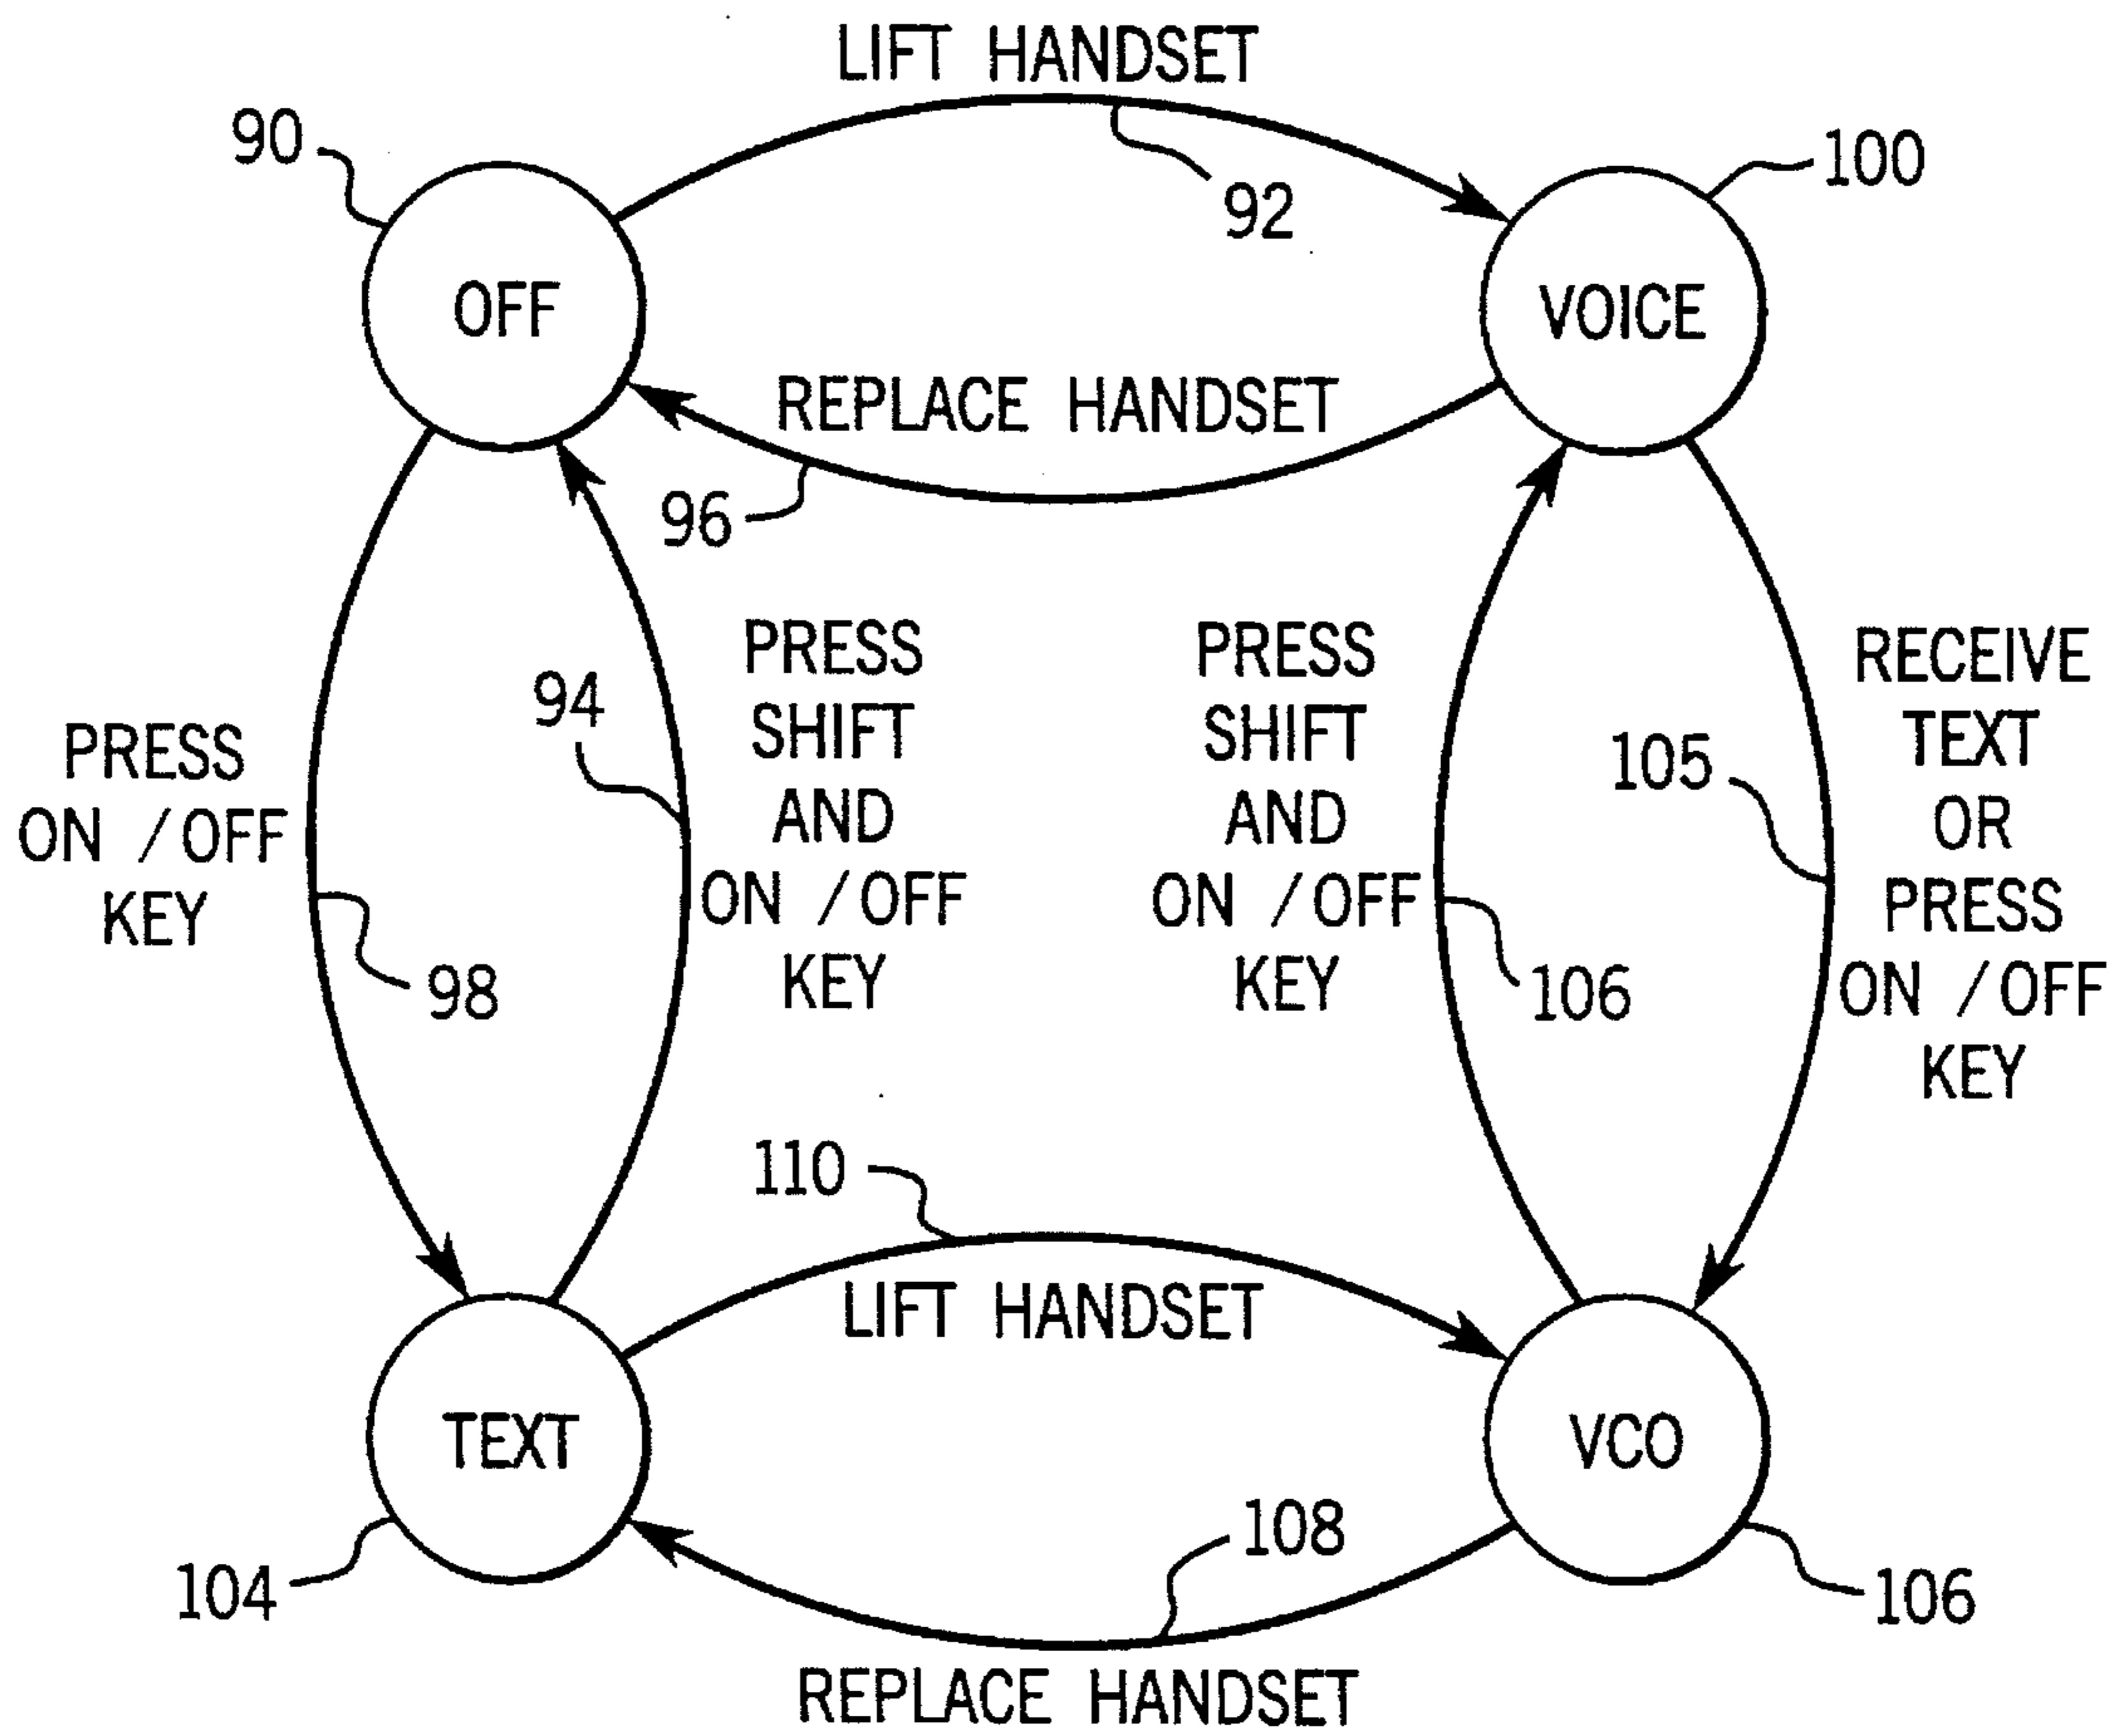 LIFT HANDSET
90
100
92
OFF
VOICE
REPLACE HANDSET
96
PRESS
ON / OFF
KEY
98
94
PRESS
SHIFT
AND
ON / OFF
KEY
PRESS
SHIFT
AND
ON / OFF
KEY
106
105
RECEIVE
TEXT
OR
PRESS
ON / OFF
KEY
110
LIFT HANDSET
TEXT
VCO
104
108
106
REPLACE HANDSET